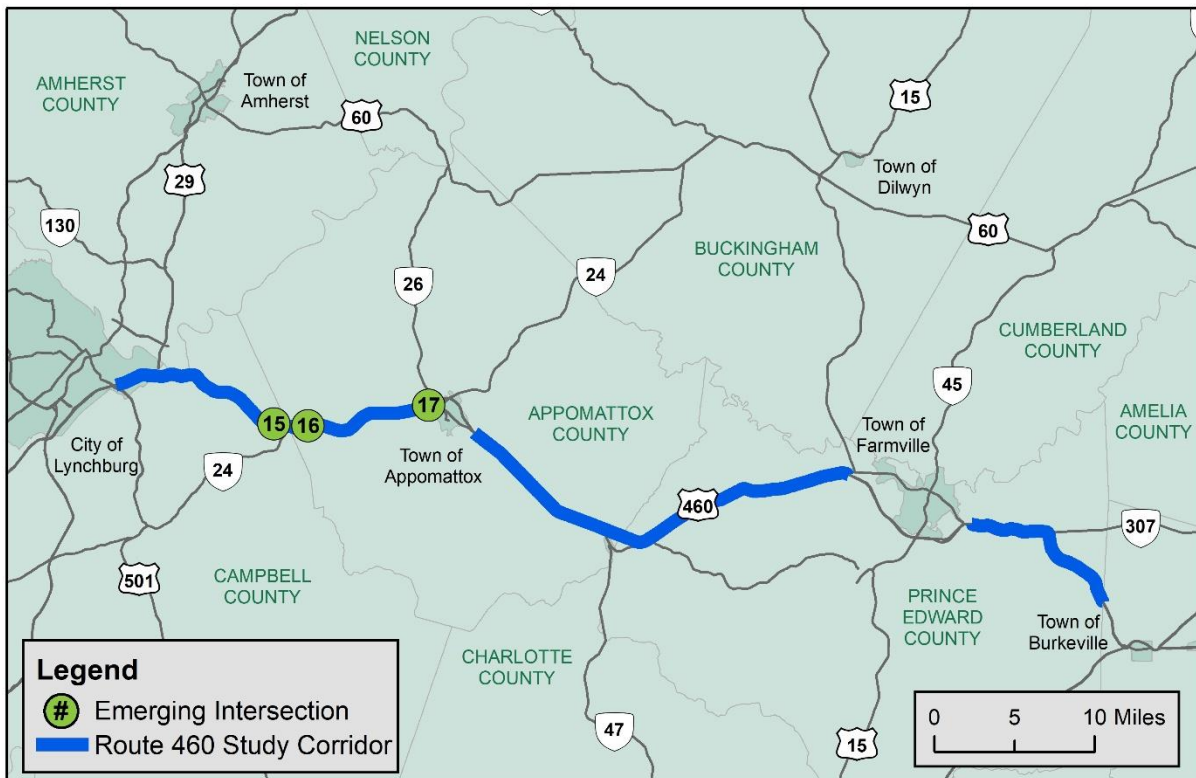 NELSON
COUNTY
AMHERST
COUNTY
Town of
Amherst
60
15
Town of
Dilwyn
29
130
60
BUCKINGHAM
COUNTY
24
26
CUMBERLAND
COUNTY
45
17
15
16
APPOMATTOX
COUNTY
AMELIA
COUNTY
City of
Lynchburg
24
Town of
Appomattox
Town of
Farmville
460
307
501
CAMPBELL
COUNTY
PRINCE
EDWARD
COUNTY
Town of
Burkeville
CHARLOTTE
COUNTY
47
15
Legend
# Emerging Intersection
Route 460 Study Corridor
0 5 10 Miles